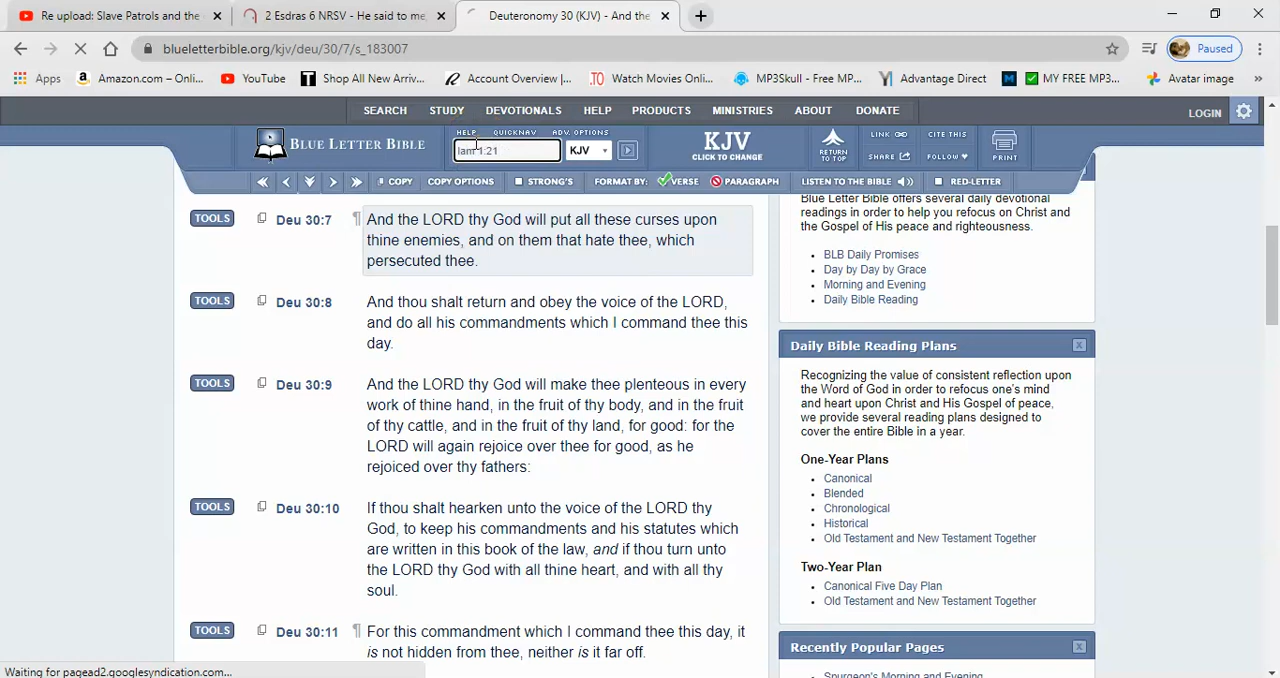 Re upload: Slave Patrols and the
2 Esdras 6 NRSV - He said to me,
Deuteronomy 30 (KJV) - And the
blueletterbible.org/kjv/deu/30/7/s_183007
Paused
Apps
Amazon.com – Onli...
YouTube
Shop All New Arriv...
Account Overview |...
Watch Movies Onli...
MP3Skull - Free MP...
Advantage Direct
MY FREE MP3...
Avatar image
SEARCH STUDY DEVOTIONALS HELP PRODUCTS MINISTRIES ABOUT DONATE
LOGIN
BLUE LETTER BIBLE
HELP QUICKNAV ADV. OPTIONS
lam 1:21
KJV
KJV
CLICK TO CHANGE
RETURN
TO TOP
LINK
CITE THIS
SHARE
FOLLOW
PRINT
COPY COPY OPTIONS STRONG'S FORMAT BY: VERSE PARAGRAPH LISTEN TO THE BIBLE RED-LETTER
TOOLS Deu 30:7 ¶ And the LORD thy God will put all these curses upon
thine enemies, and on them that hate thee, which
persecuted thee.
TOOLS Deu 30:8 And thou shalt return and obey the voice of the LORD,
and do all his commandments which I command thee this
day.
TOOLS Deu 30:9 And the LORD thy God will make thee plenteous in every
work of thine hand, in the fruit of thy body, and in the fruit
of thy cattle, and in the fruit of thy land, for good: for the
LORD will again rejoice over thee for good, as he
rejoiced over thy fathers:
TOOLS Deu 30:10 If thou shalt hearken unto the voice of the LORD thy
God, to keep his commandments and his statutes which
are written in this book of the law, and if thou turn unto
the LORD thy God with all thine heart, and with all thy
soul.
TOOLS Deu 30:11 ¶ For this commandment which I command thee this day, it
is not hidden from thee, neither is it far off.
Blue Letter Bible offers several daily devotional
readings in order to help you refocus on Christ and
the Gospel of His peace and righteousness.
BLB Daily Promises
Day by Day by Grace
Morning and Evening
Daily Bible Reading
Daily Bible Reading Plans
Recognizing the value of consistent reflection upon
the Word of God in order to refocus one's mind
and heart upon Christ and His Gospel of peace,
we provide several reading plans designed to
cover the entire Bible in a year.
One-Year Plans
Canonical
Blended
Chronological
Historical
Old Testament and New Testament Together
Two-Year Plan
Canonical Five Day Plan
Old Testament and New Testament Together
Recently Popular Pages
Spurgeon's Morning and Evening
Waiting for pagead2.googlesyndication.com...